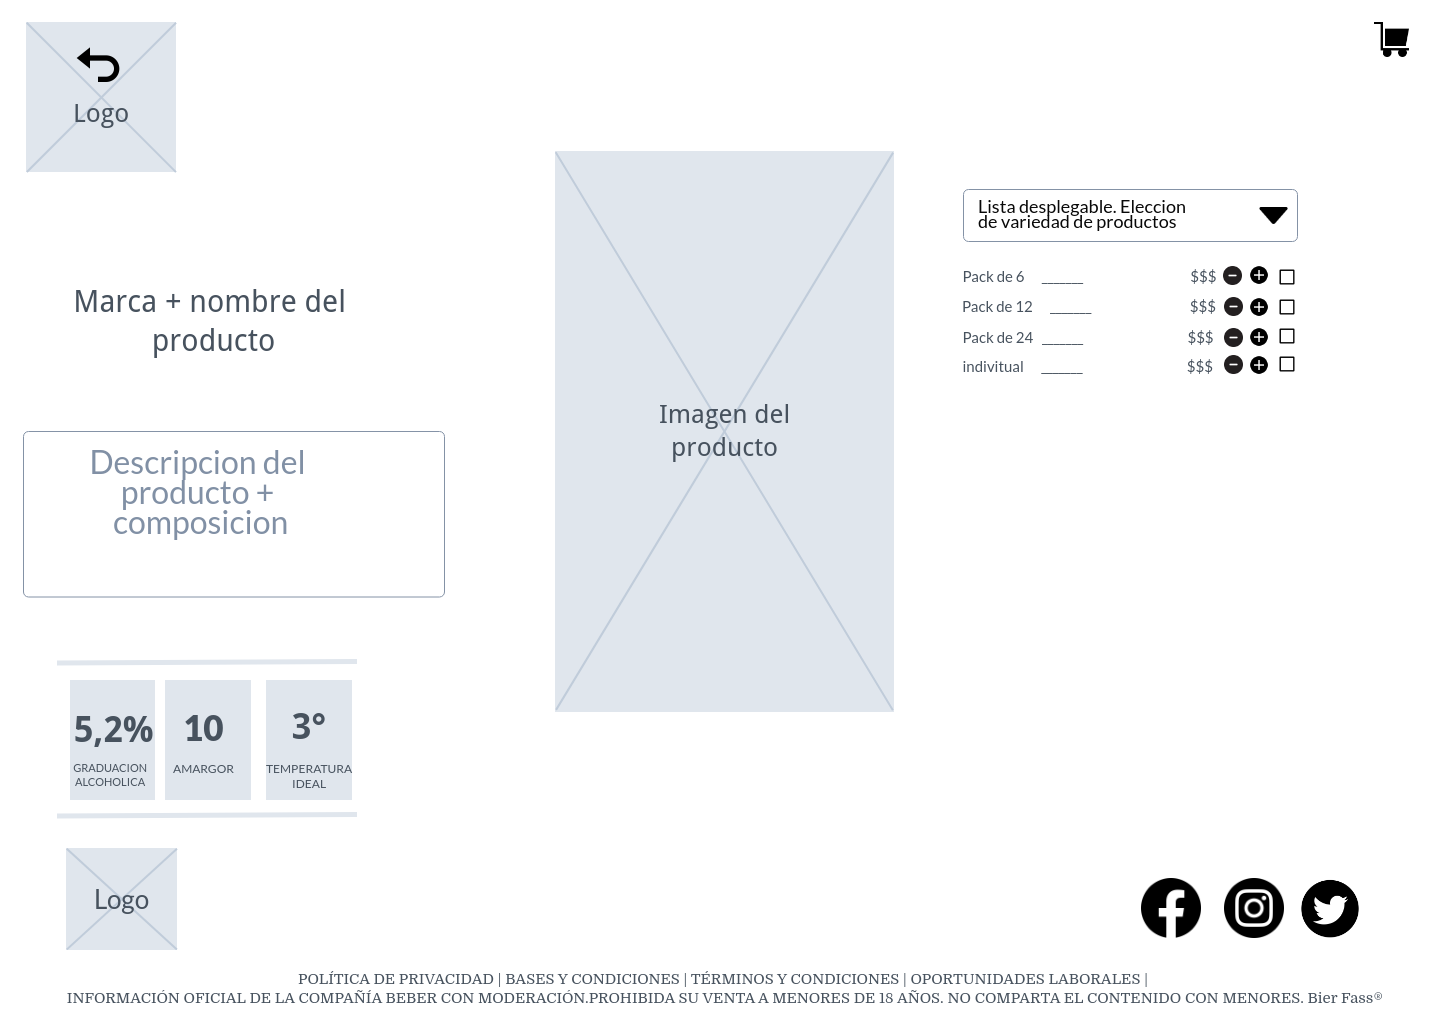 Logo
Marca + nombre del
producto
Descripcion del
producto +
composicion
5,2%
GRADUACION
ALCOHOLICA
10
AMARGOR
3°
TEMPERATURA
IDEAL
Imagen del
producto
Lista desplegable. Eleccion
de variedad de productos
Pack de 6 ______ $$$
Pack de 12 ______ $$$
Pack de 24 ______ $$$
indivitual ______ $$$
Logo
POLÍTICA DE PRIVACIDAD | BASES Y CONDICIONES | TÉRMINOS Y CONDICIONES | OPORTUNIDADES LABORALES |
INFORMACIÓN OFICIAL DE LA COMPAÑÍA BEBER CON MODERACIÓN.PROHIBIDA SU VENTA A MENORES DE 18 AÑOS. NO COMPARTA EL CONTENIDO CON MENORES. Bier Fass®